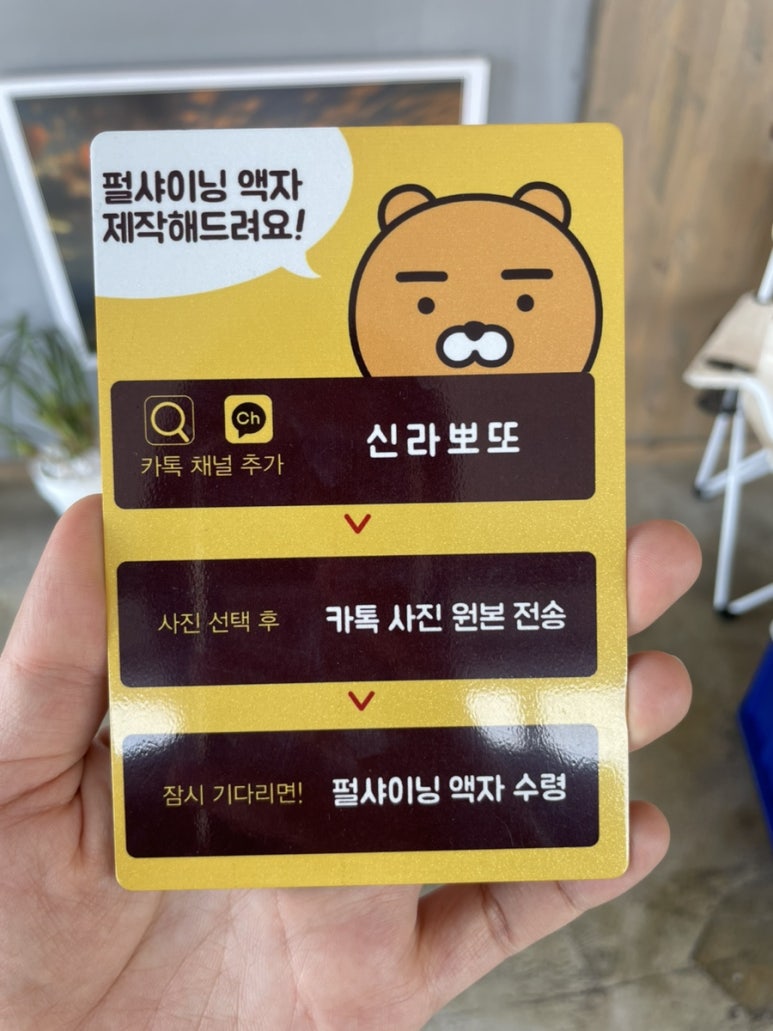 펄샤이닝 액자
제작해드려요!
Ch
카톡 채널 추가
신라뽀또
사진 선택 후
카톡 사진 원본 전송
잠시 기다리면!
펄샤이닝 액자 수령